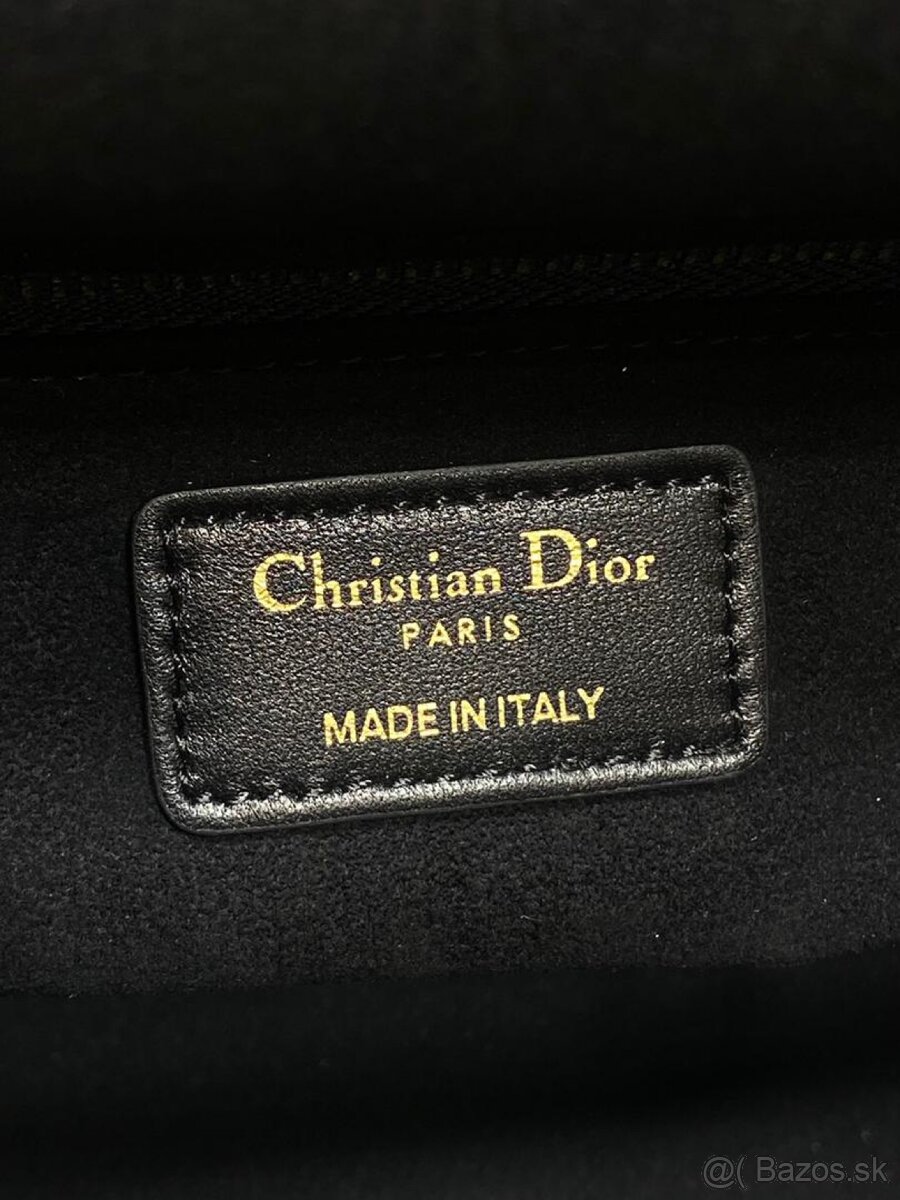 Christian Dior
PARIS
MADE IN ITALY
@( Bazos.sk